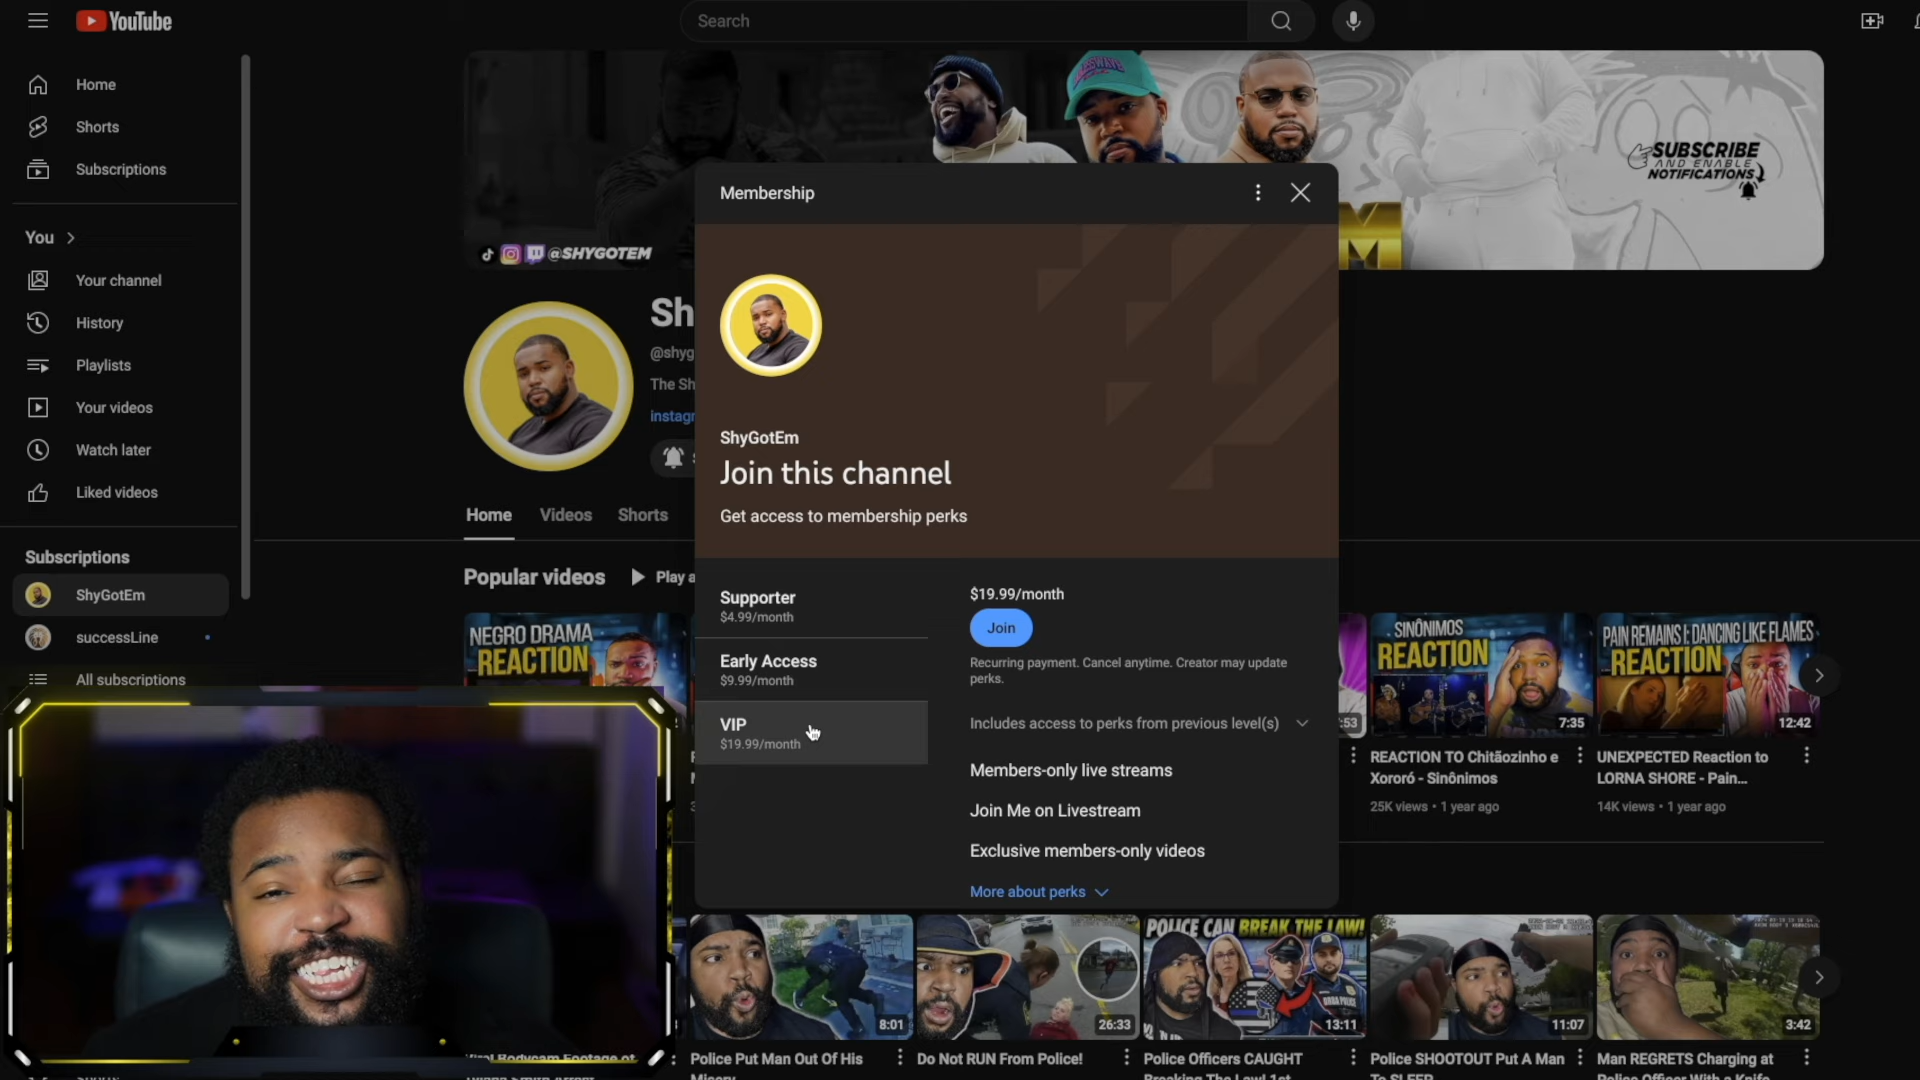 YouTube
Search
Home
Shorts
Subscriptions
You
Your channel
History
Playlists
Your videos
Watch later
Liked videos
Subscriptions
ShyGotEm
successLine
All subscriptions
@SHYGOTEM
SUBSCRIBE
AND ENABLE
NOTIFICATIONS
M
Sh
@shyg
The Sh
instagr
Home
Videos
Shorts
Popular videos
Play a
Membership
ShyGotEm
Join this channel
Get access to membership perks
Supporter
$4.99/month
Early Access
$9.99/month
VIP
$19.99/month
$19.99/month
Join
Recurring payment. Cancel anytime. Creator may update
perks.
Includes access to perks from previous level(s)
Members-only live streams
Join Me on Livestream
Exclusive members-only videos
More about perks
NEGRO DRAMA
REACTION
:53
SINÔNIMOS
REACTION
7:35
REACTION TO Chitãozinho e
Xororó - Sinônimos
25K views • 1 year ago
PAIN REMAINS I: DANCING LIKE FLAMES
REACTION
12:42
UNEXPECTED Reaction to
LORNA SHORE - Pain...
14K views • 1 year ago
8:01
Police Put Man Out Of His
26:33
Do Not RUN From Police!
POLICE CAN BREAK THE LAW!
13:11
Police Officers CAUGHT
11:07
Police SHOOTOUT Put A Man
3:42
Man REGRETS Charging at